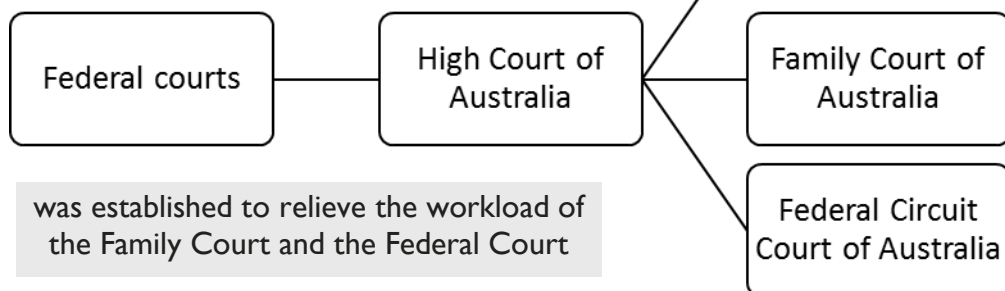 Federal courts
High Court of
Australia
Family Court of
Australia
was established to relieve the workload of
the Family Court and the Federal Court
Federal Circuit
Court of Australia